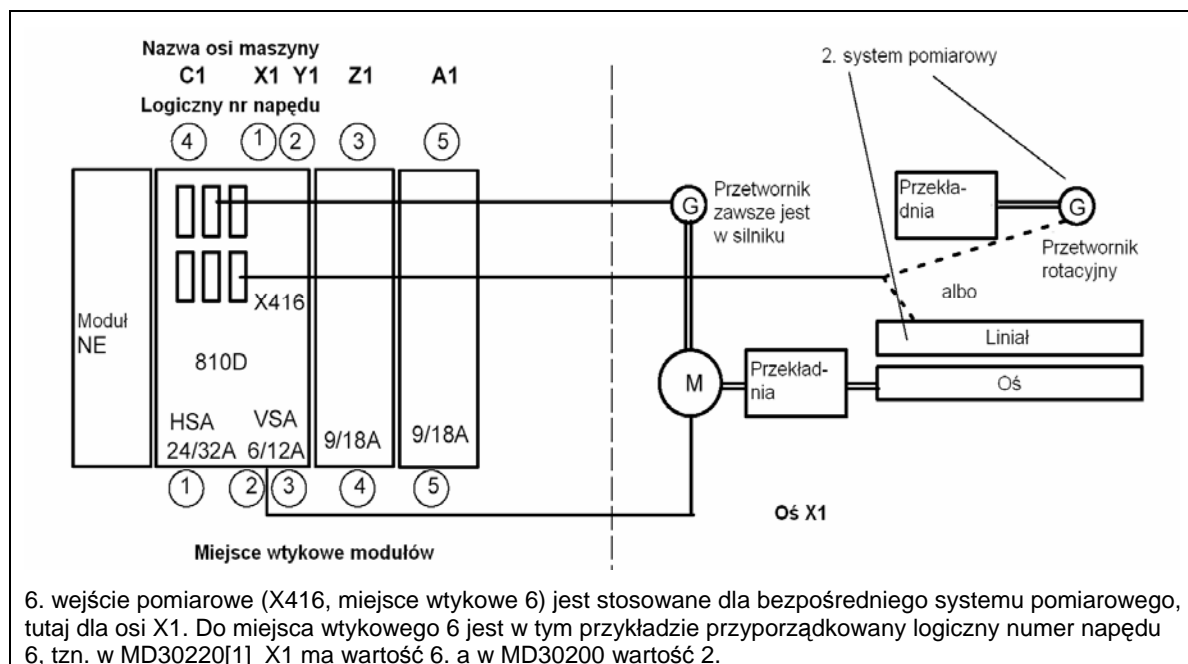 Nazwa osi maszyny
C1 X1 Y1 Z1 A1
Logiczny nr napędu
4 1 2 3 5
2. system pomiarowy
G
Przetwornik
zawsze jest
w silniku
Przekła-
dnia
G
Przetwornik
rotacyjny
albo
X416
Moduł
NE
810D
Liniał
M
Przekład-
nia
Oś
HSA VSA
24/32A 6/12A 9/18A 9/18A
1 2 3 4 5
Oś X1
Miejsce wtykowe modułów
6. wejście pomiarowe (X416, miejsce wtykowe 6) jest stosowane dla bezpośredniego systemu pomiarowego,
tutaj dla osi X1. Do miejsca wtykowego 6 jest w tym przykładzie przyporządkowany logiczny numer napędu
6, tzn. w MD30220[1]_X1 ma wartość 6, a w MD30200 wartość 2.